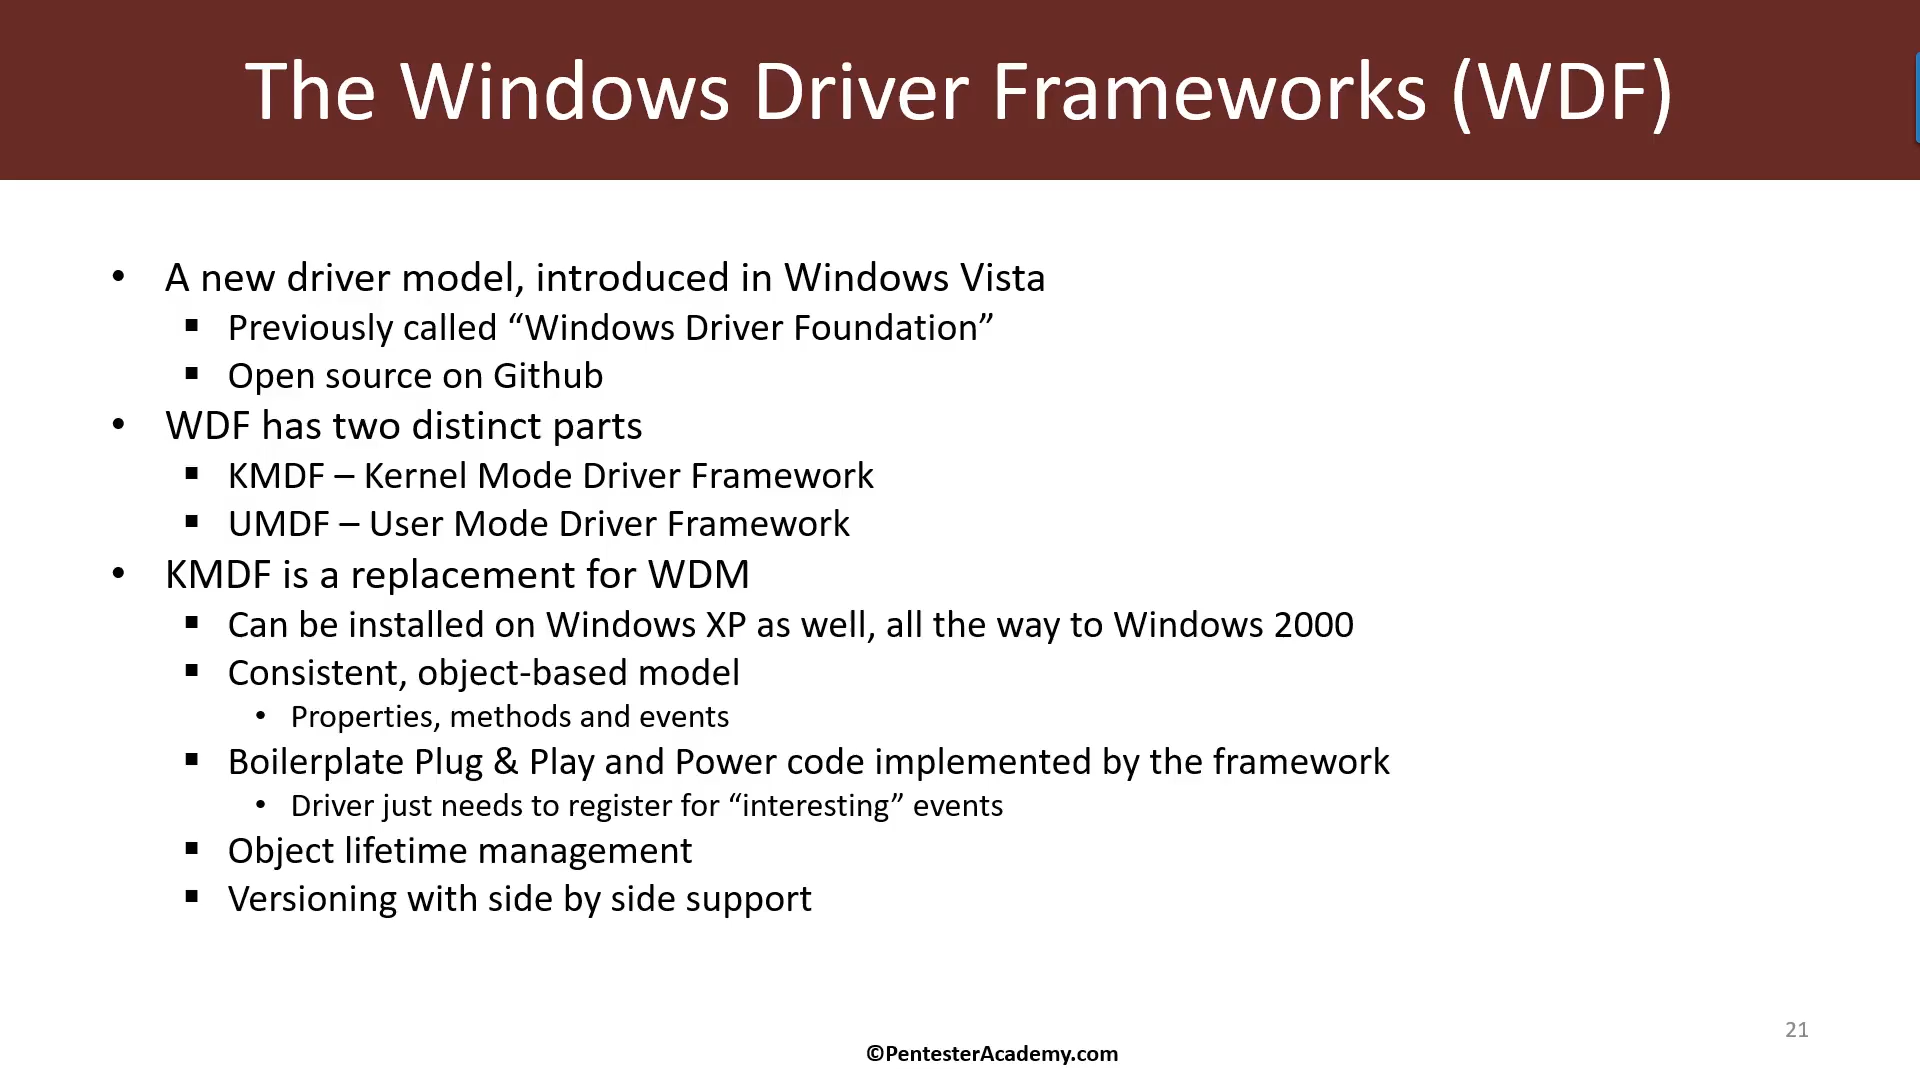 The Windows Driver Frameworks (WDF)
• A new driver model, introduced in Windows Vista
▪ Previously called “Windows Driver Foundation”
▪ Open source on Github
• WDF has two distinct parts
▪ KMDF – Kernel Mode Driver Framework
▪ UMDF – User Mode Driver Framework
• KMDF is a replacement for WDM
▪ Can be installed on Windows XP as well, all the way to Windows 2000
▪ Consistent, object-based model
• Properties, methods and events
▪ Boilerplate Plug & Play and Power code implemented by the framework
• Driver just needs to register for “interesting” events
▪ Object lifetime management
▪ Versioning with side by side support
21
©PentesterAcademy.com